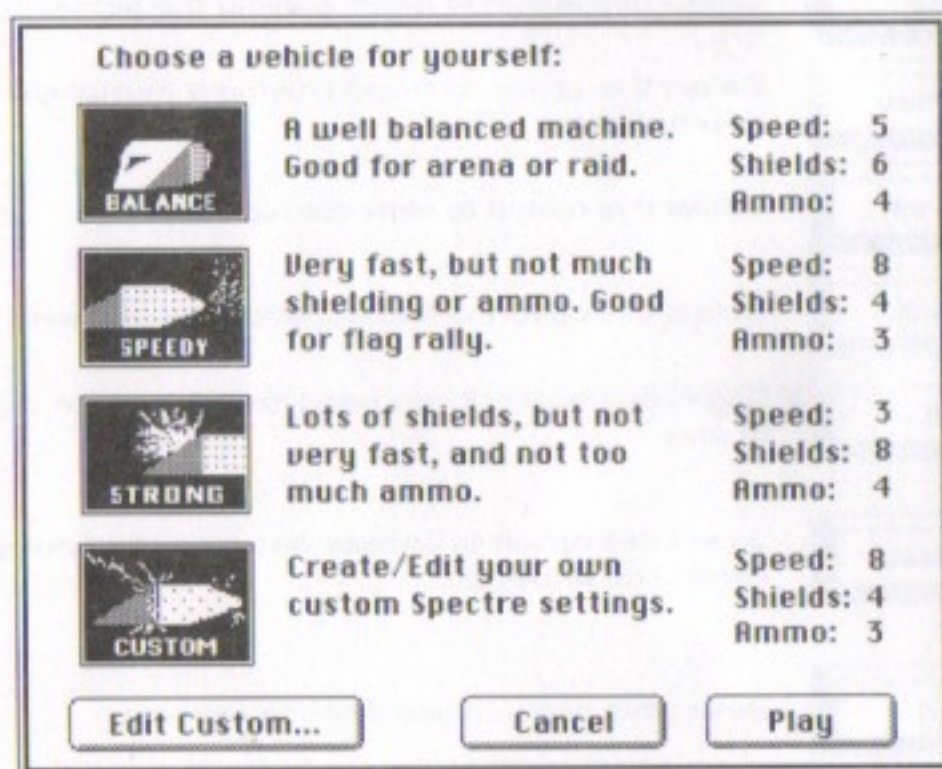 Choose a vehicle for yourself:
BALANCE
A well balanced machine.
Good for arena or raid.
Speed: 5
Shields: 6
Ammo: 4
SPEEDY
Very fast, but not much
shielding or ammo. Good
for flag rally.
Speed: 8
Shields: 4
Ammo: 3
STRONG
Lots of shields, but not
very fast, and not too
much ammo.
Speed: 3
Shields: 8
Ammo: 4
CUSTOM
Create/Edit your own
custom Spectre settings.
Speed: 8
Shields: 4
Ammo: 3
Edit Custom...
Cancel
Play